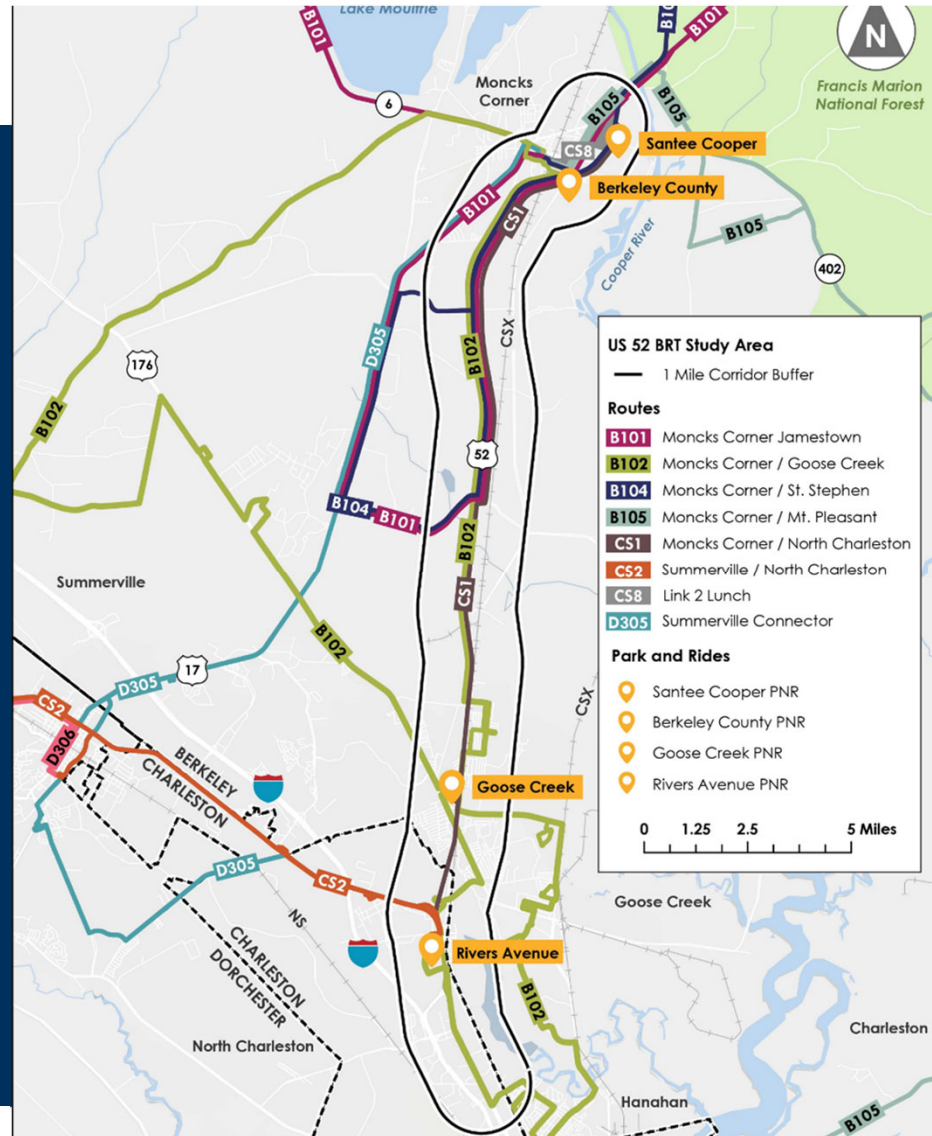 Lake Moultrie
B101
B10
B101
N
Moncks
Corner
6
B105
B105
Francis Marion
National Forest
CS8
Santee Cooper
Berkeley County
B101
CS1
B105
Cooper River
402
D305
CSX
176
B102
B102
52
B104
B101
B102
CS1
Summerville
B102
17
D305
CS2
D306
BERKELEY
CHARLESTON
CSX
Goose Creek
D305
CS2
NS
CHARLESTON
DORCHESTER
Rivers Avenue
B102
North Charleston
Goose Creek
Charleston
Hanahan
B105
US 52 BRT Study Area
1 Mile Corridor Buffer
Routes
B101 Moncks Corner Jamestown
B102 Moncks Corner / Goose Creek
B104 Moncks Corner / St. Stephen
B105 Moncks Corner / Mt. Pleasant
CS1 Moncks Corner / North Charleston
CS2 Summerville / North Charleston
CS8 Link 2 Lunch
D305 Summerville Connector
Park and Rides
Santee Cooper PNR
Berkeley County PNR
Goose Creek PNR
Rivers Avenue PNR
0 1.25 2.5 5 Miles